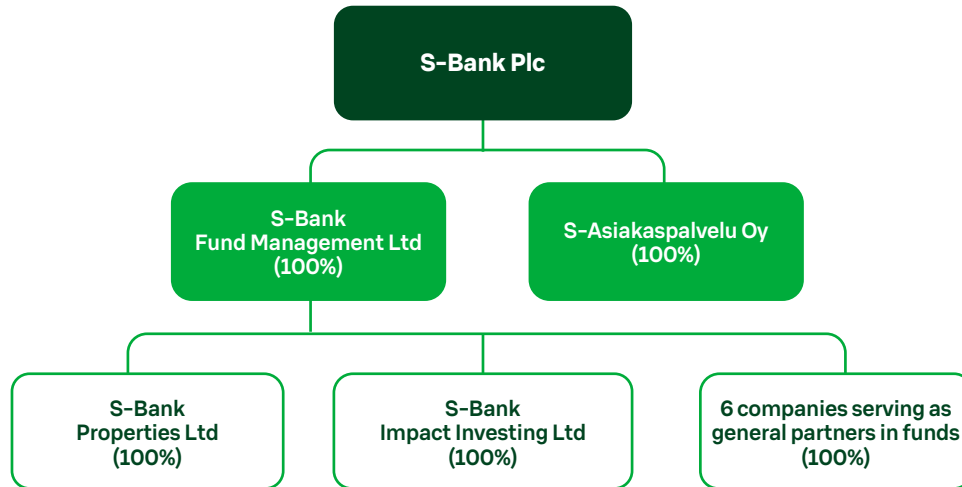 S-Bank Plc
S-Bank
Fund Management Ltd
(100%)
S-Asiakaspalvelu Oy
(100%)
S-Bank
Properties Ltd
(100%)
S-Bank
Impact Investing Ltd
(100%)
6 companies serving as
general partners in funds
(100%)